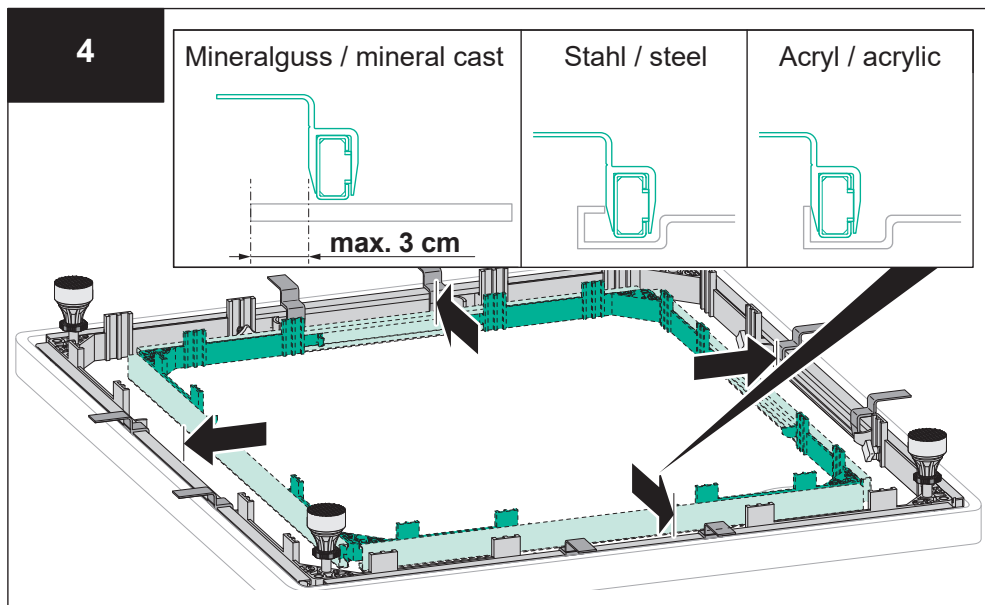 4
Mineralguss / mineral cast
Stahl / steel
Acryl / acrylic
max. 3 cm